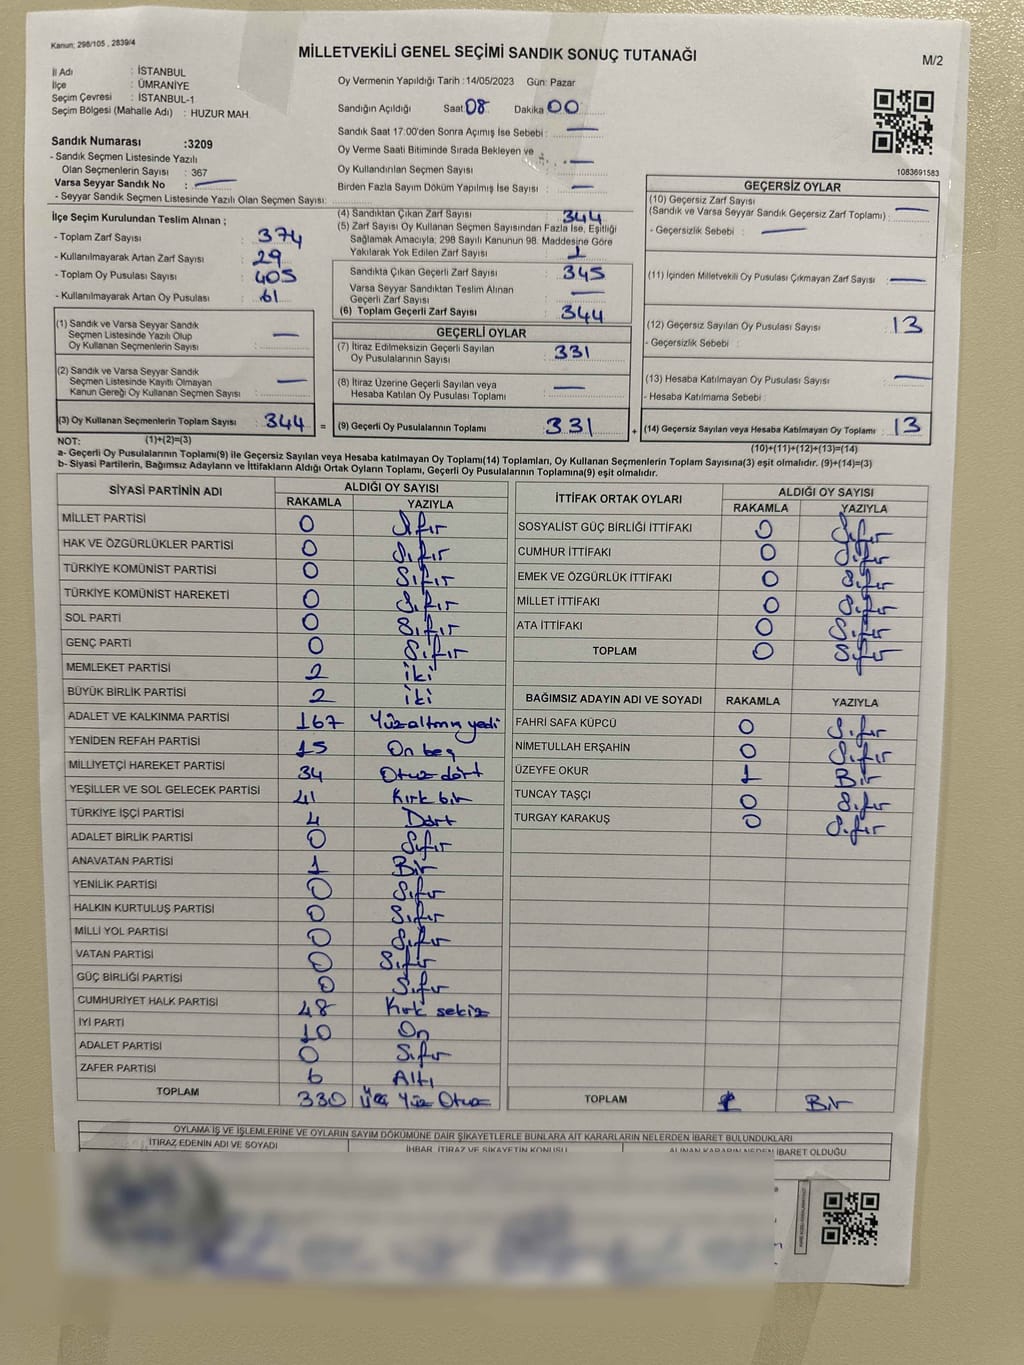 Kanun; 298/105 , 2839/4
MİLLETVEKİLİ GENEL SEÇİMİ SANDIK SONUÇ TUTANAĞI
M/2
İl Adı : İSTANBUL
İlçe : ÜMRANİYE
Seçim Çevresi : İSTANBUL-1
Seçim Bölgesi (Mahalle Adı) : HUZUR MAH.
Oy Vermenin Yapıldığı Tarih :14/05/2023 Gün: Pazar
Sandığın Açıldığı Saat 08 Dakika 00
Sandık Saat 17:00'den Sonra Açımış İse Sebebi : —
Oy Verme Saati Bitiminde Sırada Bekleyen ve
Oy Kullandırılan Seçmen Sayısı : —
Birden Fazla Sayım Döküm Yapılmış İse Sayısı : —
1083691583
Sandık Numarası :3209
- Sandık Seçmen Listesinde Yazılı
Olan Seçmenlerin Sayısı : 367
Varsa Seyyar Sandık No : —
- Seyyar Sandık Seçmen Listesinde Yazılı Olan Seçmen Sayısı:
İlçe Seçim Kurulundan Teslim Alınan ;
- Toplam Zarf Sayısı : 374
- Kullanılmayarak Artan Zarf Sayısı : 29
- Toplam Oy Pusulası Sayısı : 405
- Kullanılmayarak Artan Oy Pusulası : 61
(1) Sandık ve Varsa Seyyar Sandık
Seçmen Listesinde Yazılı Olup
Oy Kullanan Seçmenlerin Sayısı : —
(2) Sandık ve Varsa Seyyar Sandık
Seçmen Listesinde Kayıtlı Olmayan
Kanun Gereği Oy Kullanan Seçmen Sayısı : —
(3) Oy Kullanan Seçmenlerin Toplam Sayısı : 344 =
(4) Sandıktan Çıkan Zarf Sayısı : 344
(5) Zarf Sayısı Oy Kullanan Seçmen Sayısından Fazla İse, Eşitliği
Sağlamak Amacıyla; 298 Sayılı Kanunun 98. Maddesine Göre
Yakılarak Yok Edilen Zarf Sayısı : 1
Sandıkta Çıkan Geçerli Zarf Sayısı : 345
Varsa Seyyar Sandıktan Teslim Alınan
Geçerli Zarf Sayısı : —
(6) Toplam Geçerli Zarf Sayısı : 344
GEÇERLİ OYLAR
(7) İtiraz Edilmeksizin Geçerli Sayılan
Oy Pusulalarının Sayısı : 331
(8) İtiraz Üzerine Geçerli Sayılan veya
Hesaba Katılan Oy Pusulası Toplamı : —
(9) Geçerli Oy Pusulalarının Toplamı : 331 +
GEÇERSİZ OYLAR
(10) Geçersiz Zarf Sayısı
(Sandık ve Varsa Seyyar Sandık Geçersiz Zarf Toplamı) : —
- Geçersizlik Sebebi : —
(11) İçinden Milletvekili Oy Pusulası Çıkmayan Zarf Sayısı : —
(12) Geçersiz Sayılan Oy Pusulası Sayısı : 13
- Geçersizlik Sebebi :
(13) Hesaba Katılmayan Oy Pusulası Sayısı : —
- Hesaba Katılmama Sebebi :
(14) Geçersiz Sayılan veya Hesaba Katılmayan Oy Toplamı : 13
NOT: (1)+(2)=(3) (10)+(11)+(12)+(13)=(14)
a- Geçerli Oy Pusulalarının Toplamı(9) ile Geçersiz Sayılan veya Hesaba katılmayan Oy Toplamı(14) Toplamları, Oy Kullanan Seçmenlerin Toplam Sayısına(3) eşit olmalıdır. (9)+(14)=(3)
b- Siyasi Partilerin, Bağımsız Adayların ve İttifakların Aldığı Ortak Oyların Toplamı, Geçerli Oy Pusulalarının Toplamına(9) eşit olmalıdır.
SİYASİ PARTİNİN ADI ALDIĞI OY SAYISI
RAKAMLA YAZIYLA
MİLLET PARTİSİ 0 Sıfır
HAK VE ÖZGÜRLÜKLER PARTİSİ 0 Sıfır
TÜRKİYE KOMÜNİST PARTİSİ 0 Sıfır
TÜRKİYE KOMÜNİST HAREKETİ 0 Sıfır
SOL PARTİ 0 Sıfır
GENÇ PARTİ 0 Sıfır
MEMLEKET PARTİSİ 2 iki
BÜYÜK BİRLİK PARTİSİ 2 iki
ADALET VE KALKINMA PARTİSİ 167 Yüzaltmış yedi
YENİDEN REFAH PARTİSİ 15 On beş
MİLLİYETÇİ HAREKET PARTİSİ 34 Otuz dört
YEŞİLLER VE SOL GELECEK PARTİSİ 41 Kırk bir
TÜRKİYE İŞÇİ PARTİSİ 4 Dört
ADALET BİRLİK PARTİSİ 0 Sıfır
ANAVATAN PARTİSİ 1 Bir
YENİLİK PARTİSİ 0 Sıfır
HALKIN KURTULUŞ PARTİSİ 0 Sıfır
MİLLİ YOL PARTİSİ 0 Sıfır
VATAN PARTİSİ 0 Sıfır
GÜÇ BİRLİĞİ PARTİSİ 0 Sıfır
CUMHURİYET HALK PARTİSİ 48 Kırk sekiz
İYİ PARTİ 10 On
ADALET PARTİSİ 0 Sıfır
ZAFER PARTİSİ 6 Altı
TOPLAM 330 Üç Yüz Otuz
İTTİFAK ORTAK OYLARI ALDIĞI OY SAYISI
RAKAMLA YAZIYLA
SOSYALİST GÜÇ BİRLİĞİ İTTİFAKI 0 Sıfır
CUMHUR İTTİFAKI 0 Sıfır
EMEK VE ÖZGÜRLÜK İTTİFAKI 0 Sıfır
MİLLET İTTİFAKI 0 Sıfır
ATA İTTİFAKI 0 Sıfır
TOPLAM 0 Sıfır
BAĞIMSIZ ADAYIN ADI VE SOYADI RAKAMLA YAZIYLA
FAHRİ SAFA KÜPCÜ 0 Sıfır
NİMETULLAH ERŞAHİN 0 Sıfır
ÜZEYFE OKUR 1 Bir
TUNCAY TAŞÇI 0 Sıfır
TURGAY KARAKUŞ 0 Sıfır
TOPLAM 1 Bir
OYLAMA İŞ VE İŞLEMLERİNE VE OYLARIN SAYIM DÖKÜMÜNE DAİR ŞİKAYETLERLE BUNLARA AİT KARARLARIN NELERDEN İBARET BULUNDUKLARI
İTİRAZ EDENİN ADI VE SOYADI İHBAR, İTİRAZ VE ŞİKAYETİN KONUSU ALINAN KARARIN NEDEN İBARET OLDUĞU